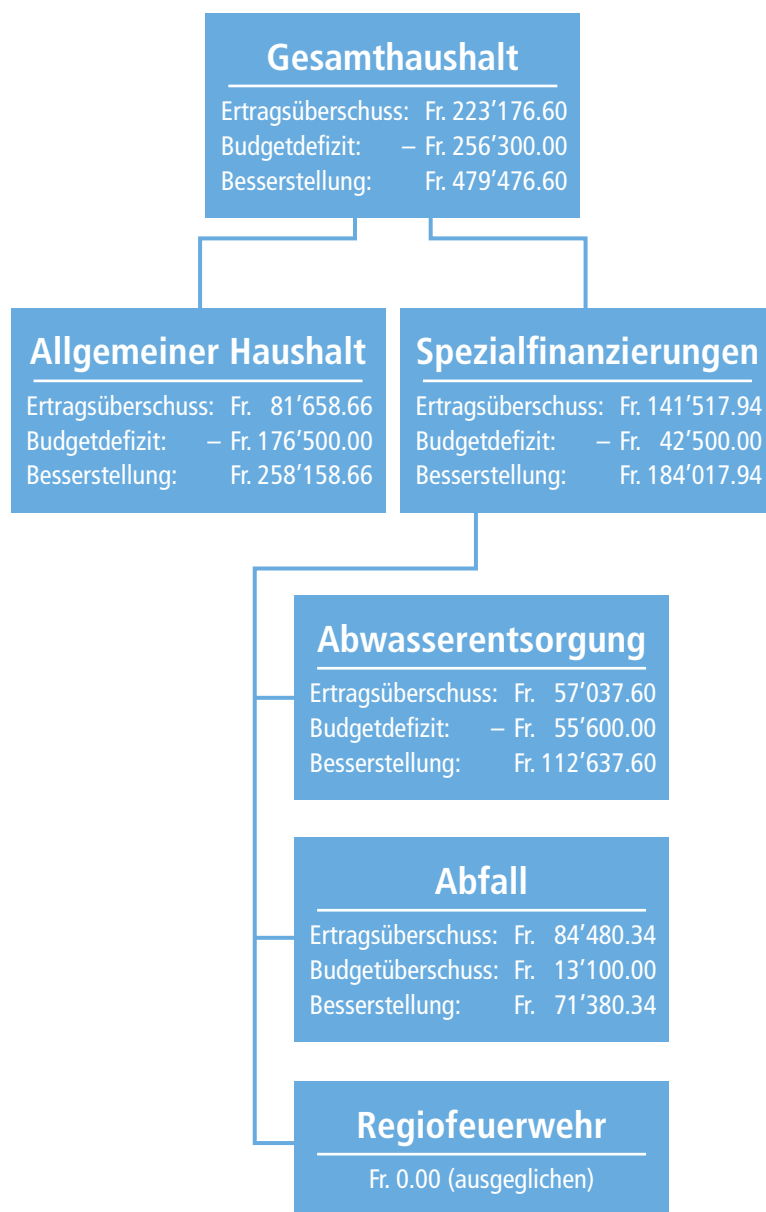 Gesamthaushalt
Ertragsüberschuss: Fr. 223’176.60
Budgetdefizit: – Fr. 256’300.00
Besserstellung: Fr. 479’476.60
Allgemeiner Haushalt
Ertragsüberschuss: Fr. 81’658.66
Budgetdefizit: – Fr. 176’500.00
Besserstellung: Fr. 258’158.66
Spezialfinanzierungen
Ertragsüberschuss: Fr. 141’517.94
Budgetdefizit: – Fr. 42’500.00
Besserstellung: Fr. 184’017.94
Abwasserentsorgung
Ertragsüberschuss: Fr. 57’037.60
Budgetdefizit: – Fr. 55’600.00
Besserstellung: Fr. 112’637.60
Abfall
Ertragsüberschuss: Fr. 84’480.34
Budgetüberschuss: Fr. 13’100.00
Besserstellung: Fr. 71’380.34
Regiofeuerwehr
Fr. 0.00 (ausgeglichen)